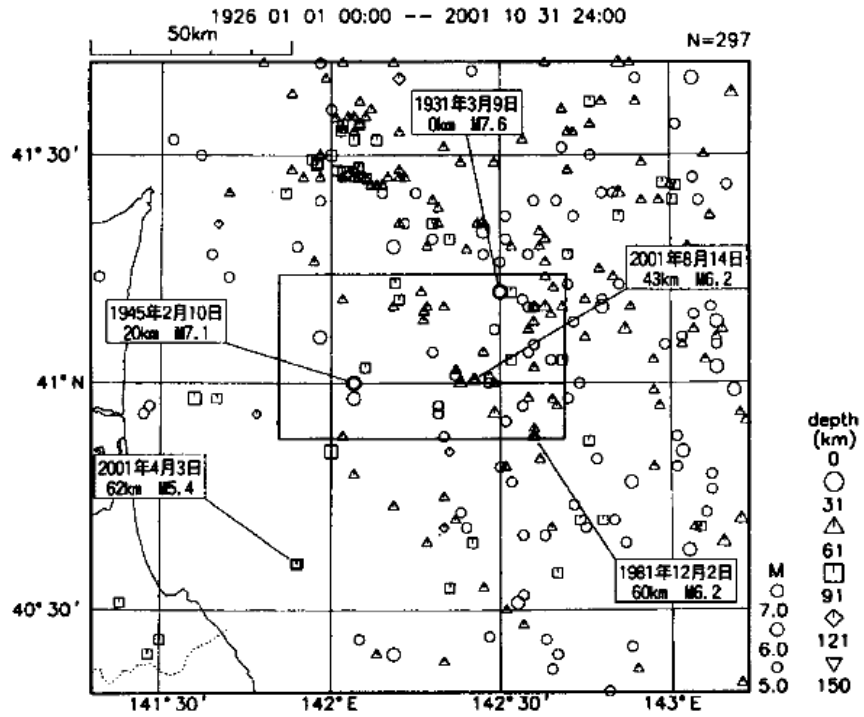 1926 01 01 00:00 -- 2001 10 31 24:00
50km
N=297
1931年3月9日
0km M7.6
41°30′
2001年8月14日
43km M6.2
1945年2月10日
20km M7.1
41°N
2001年4月3日
62km M5.4
1981年12月2日
60km M6.2
40°30′
141°30′
142°E
142°30′
143°E
M
7.0
6.0
5.0
depth
(km)
0
31
61
91
121
150